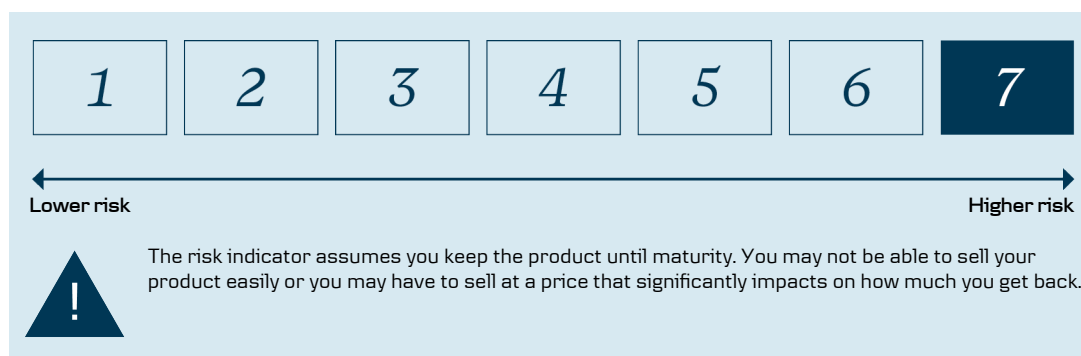 1 2 3 4 5 6 7
Lower risk Higher risk
The risk indicator assumes you keep the product until maturity. You may not be able to sell your
product easily or you may have to sell at a price that significantly impacts on how much you get back.
!